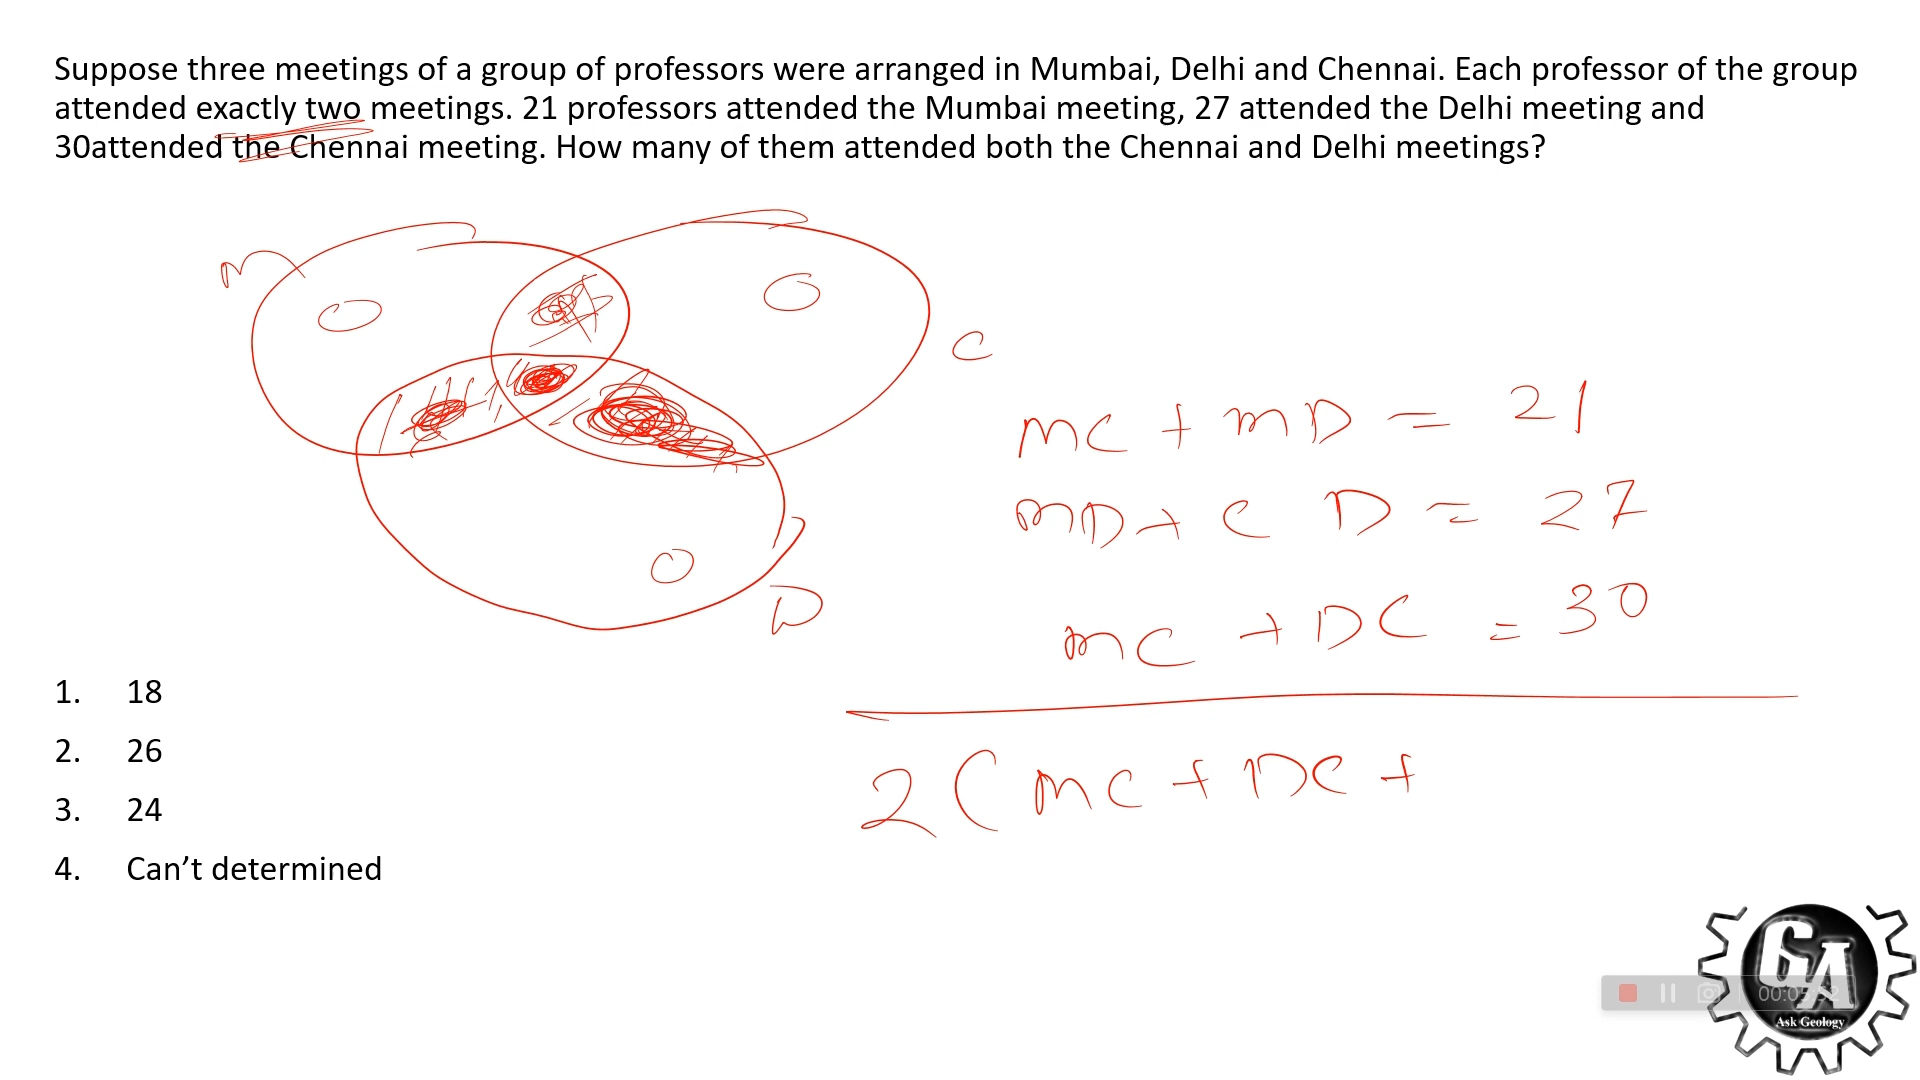 Suppose three meetings of a group of professors were arranged in Mumbai, Delhi and Chennai. Each professor of the group
attended exactly two meetings. 21 professors attended the Mumbai meeting, 27 attended the Delhi meeting and
30attended the Chennai meeting. How many of them attended both the Chennai and Delhi meetings?
M
C
D
MC + MD = 21
MD + C D = 27
MC + DC = 30
2 ( MC + DC +
1. 18
2. 26
3. 24
4. Can’t determined
GA
Ask Geology